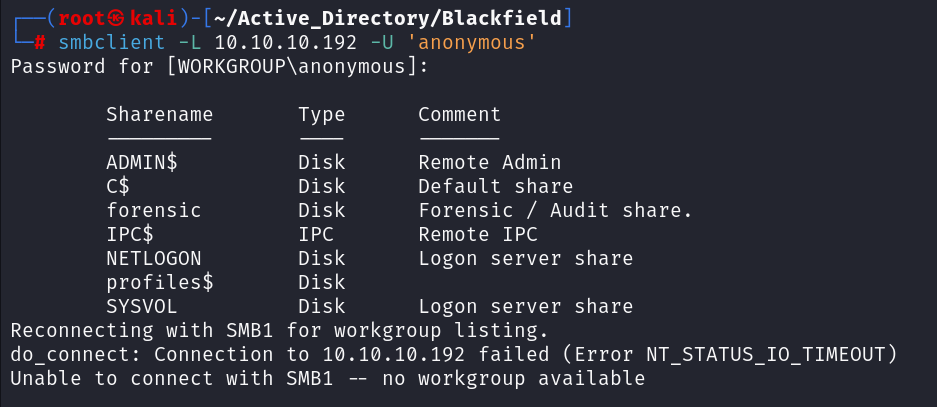 ┌──(root㉿kali)-[~/Active_Directory/Blackfield]
└─# smbclient -L 10.10.10.192 -U 'anonymous'
Password for [WORKGROUP\anonymous]:

        Sharename       Type      Comment
        ---------       ----      -------
        ADMIN$          Disk      Remote Admin
        C$              Disk      Default share
        forensic        Disk      Forensic / Audit share.
        IPC$            IPC       Remote IPC
        NETLOGON        Disk      Logon server share
        profiles$       Disk
        SYSVOL          Disk      Logon server share
Reconnecting with SMB1 for workgroup listing.
do_connect: Connection to 10.10.10.192 failed (Error NT_STATUS_IO_TIMEOUT)
Unable to connect with SMB1 -- no workgroup available